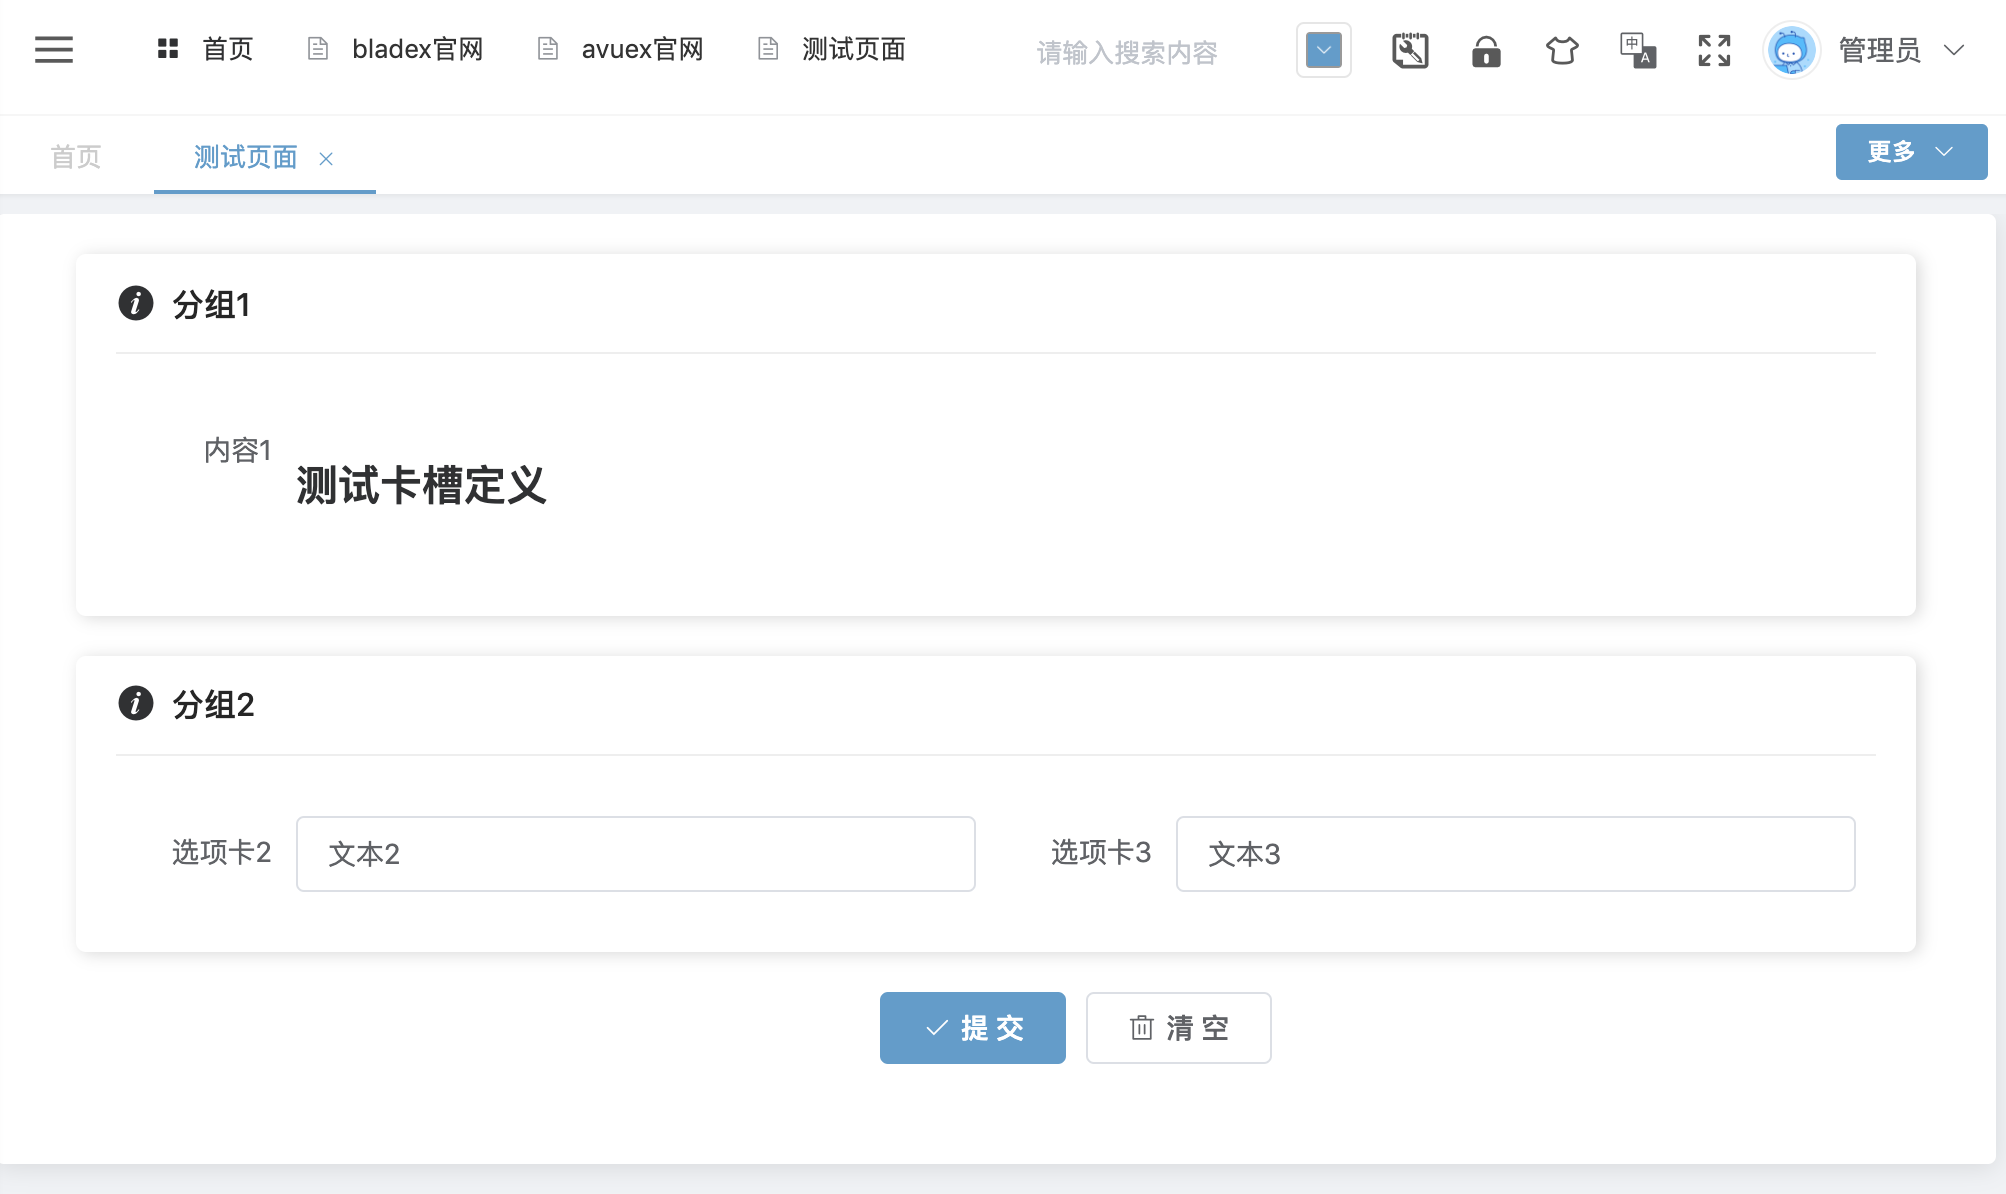 首页 bladex官网 avuex官网 测试页面 请输入搜索内容 中 A 管理员
首页 测试页面 更多
分组1
内容1
测试卡槽定义
分组2
选项卡2 文本2 选项卡3 文本3
提 交 清 空